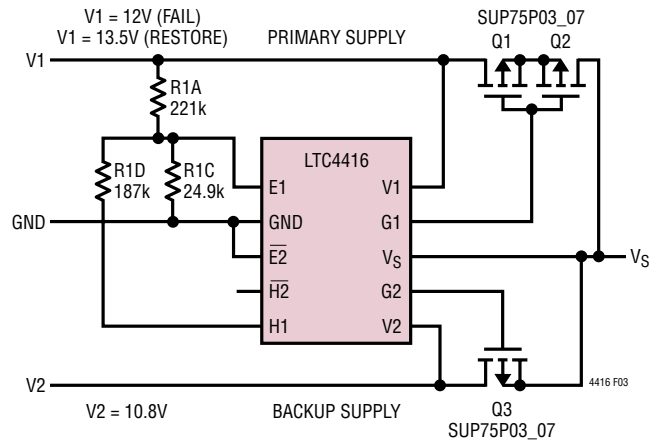 V1 = 12V (FAIL)
V1 = 13.5V (RESTORE)
PRIMARY SUPPLY
SUP75P03_07
Q1
Q2
V1
R1A
221k
R1D
187k
R1C
24.9k
LTC4416
E1
V1
GND
GND
G1
E2
VS
VS
H2
G2
H1
V2
V2
4416 F03
V2 = 10.8V
BACKUP SUPPLY
Q3
SUP75P03_07